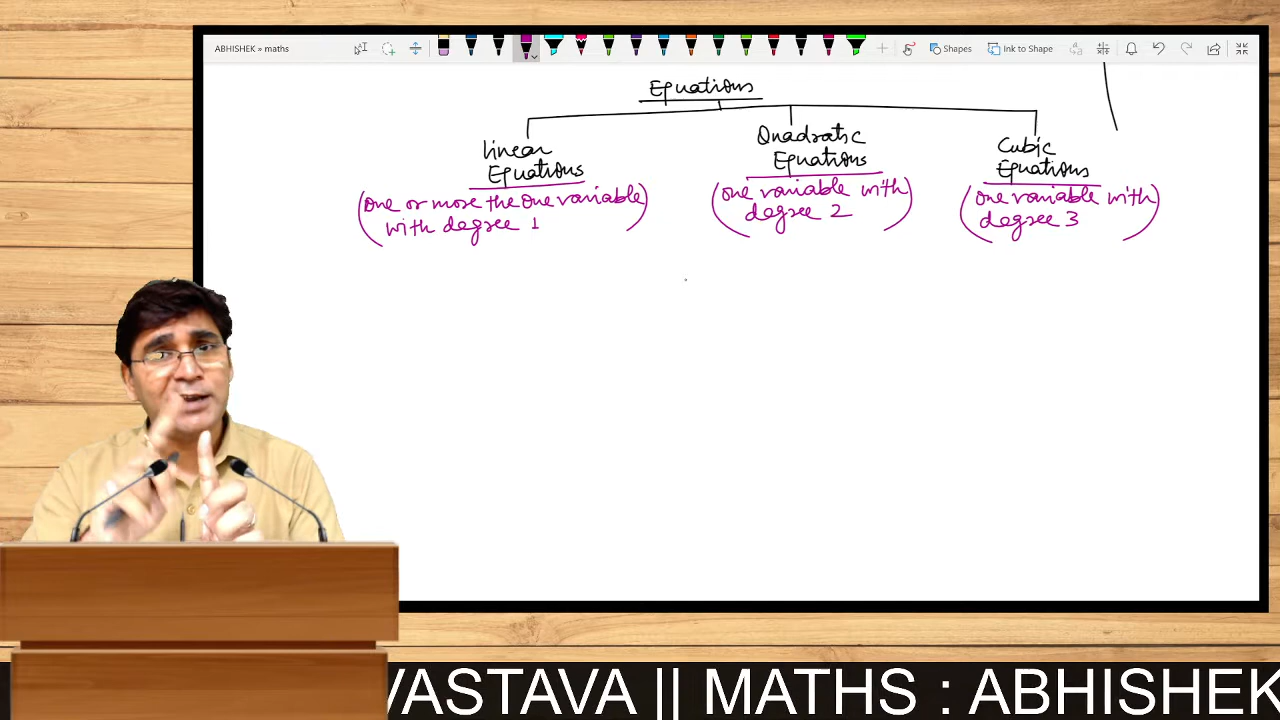 ABHISHEK » maths
Shapes
Ink to Shape
Equations
Linear
Equations
(one or more the one variable
with degree 1)
Quadratic
Equations
(one variable with
degree 2)
Cubic
Equations
(one variable with
degree 3)
VASTAVA || MATHS : ABHISHEK